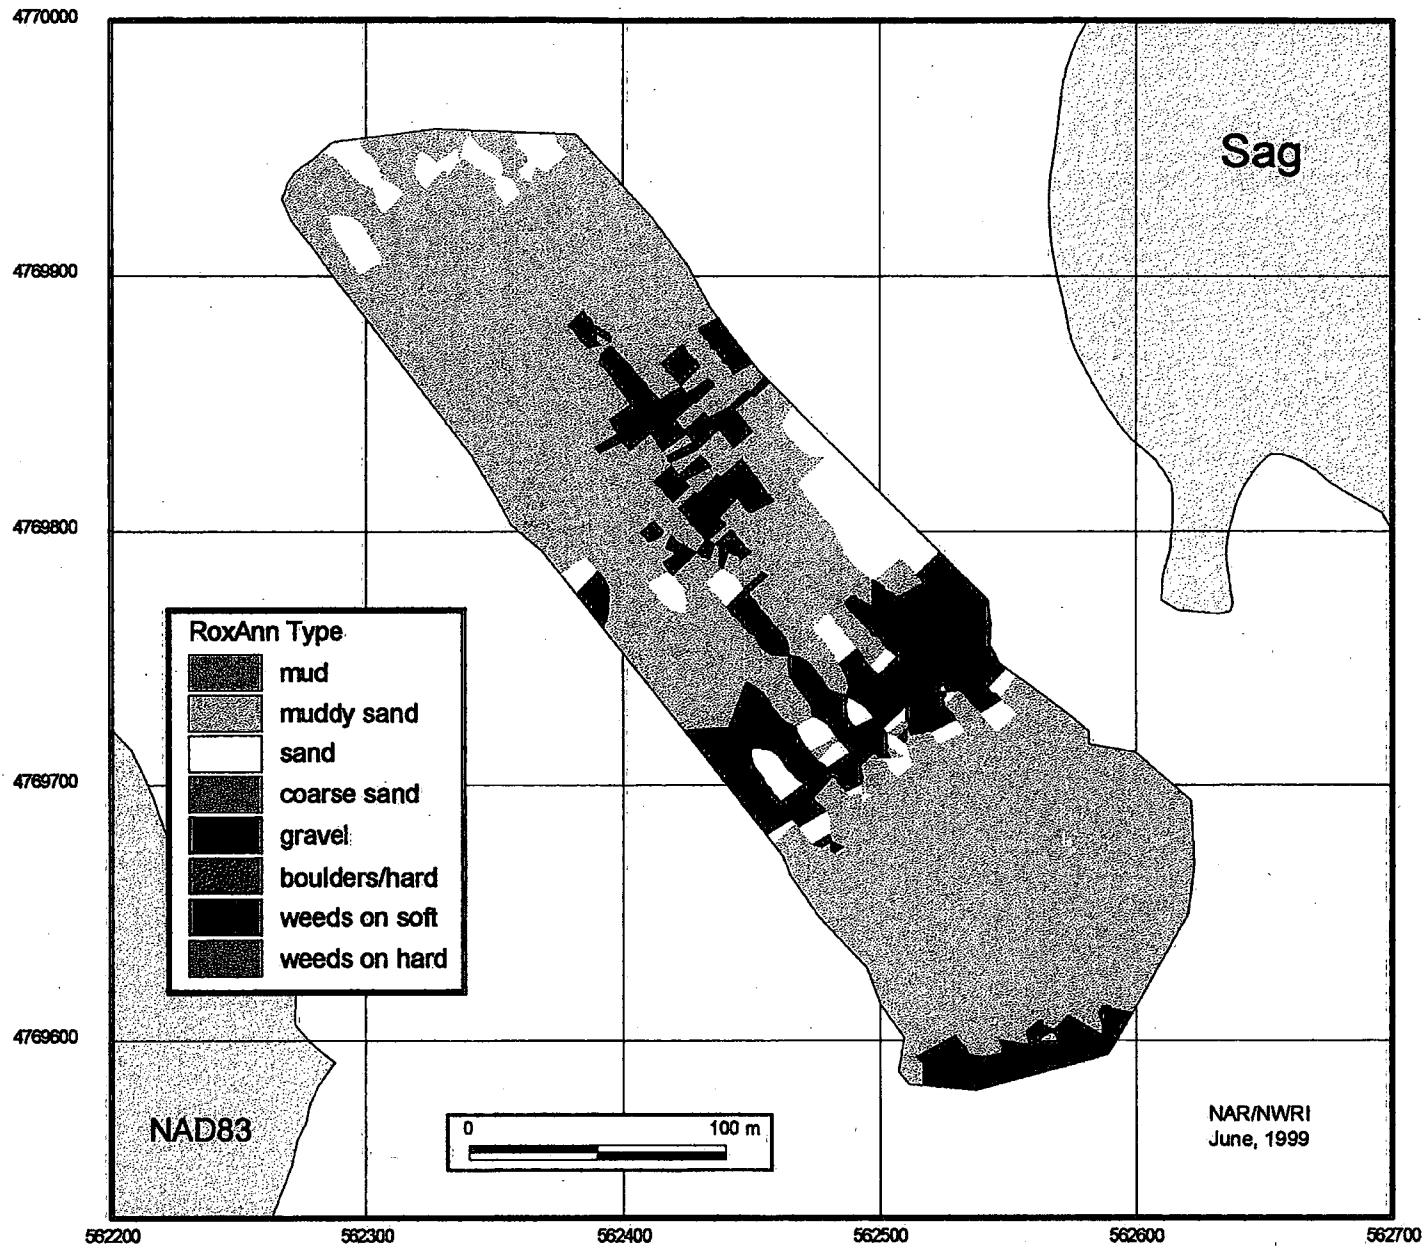 4770000
Sag
4769900
4769800
RoxAnn Type
mud
muddy sand
sand
coarse sand
gravel
boulders/hard
weeds on soft
weeds on hard
4769700
4769600
NAD83
0 100 m
NAR/NWRI
June, 1999
562200 562300 562400 562500 562600 562700